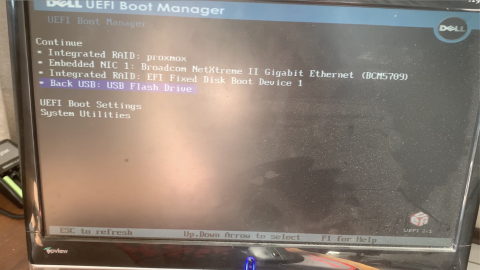 DELL UEFI Boot Manager
UEFI Boot Manager
DELL
Continue
* Integrated RAID: proxmox
* Embedded NIC 1: Broadcom NetXtreme II Gigabit Ethernet (BCM5709)
* Integrated RAID: EFI Fixed Disk Boot Device 1
* Back USB: USB Flash Drive
UEFI Boot Settings
System Utilities
UEFI 2.1
ESC to refresh
Up,Down Arrow to select
F1 for Help
topview